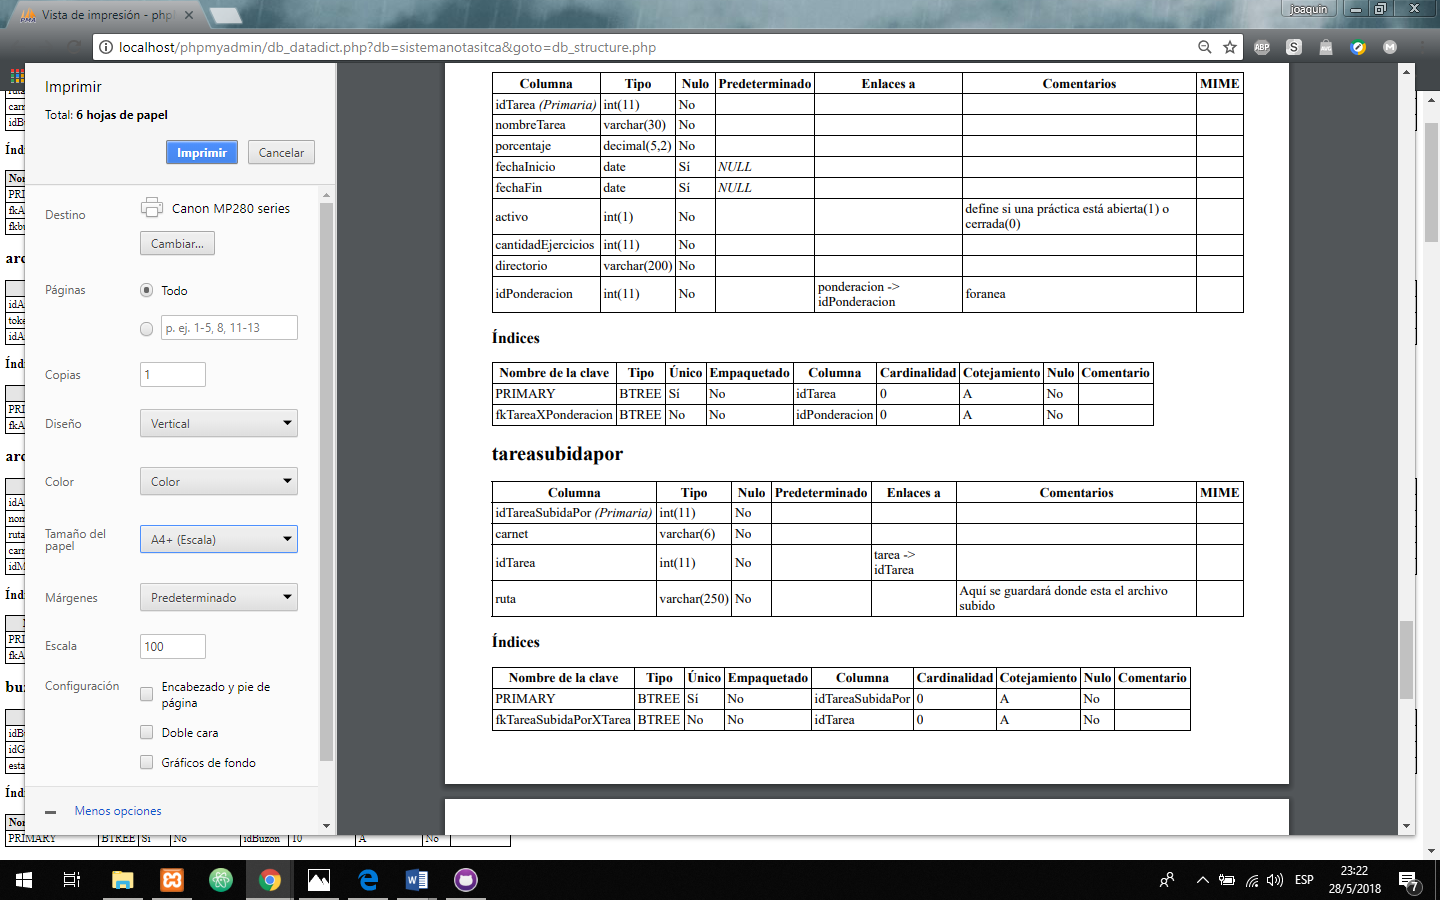 Vista de impresión - php
joaquin
localhost/phpmyadmin/db_datadict.php?db=sistemanotasitca&goto=db_structure.php
ABP
S
AVG
M
Imprimir
Total: 6 hojas de papel
Imprimir
Cancelar
Destino
Canon MP280 series
Cambiar...
Páginas
Todo
p. ej. 1-5, 8, 11-13
Copias
1
Diseño
Vertical
Color
Color
Tamaño del papel
A4+ (Escala)
Márgenes
Predeterminado
Escala
100
Configuración
Encabezado y pie de página
Doble cara
Gráficos de fondo
Menos opciones
Columna Tipo Nulo Predeterminado Enlaces a Comentarios MIME
idTarea (Primaria) int(11) No
nombreTarea varchar(30) No
porcentaje decimal(5,2) No
fechaInicio date Sí NULL
fechaFin date Sí NULL
activo int(1) No define si una práctica está abierta(1) o cerrada(0)
cantidadEjercicios int(11) No
directorio varchar(200) No
idPonderacion int(11) No ponderacion -> idPonderacion foranea
Índices
Nombre de la clave Tipo Único Empaquetado Columna Cardinalidad Cotejamiento Nulo Comentario
PRIMARY BTREE Sí No idTarea 0 A No
fkTareaXPonderacion BTREE No No idPonderacion 0 A No
tareasubidapor
Columna Tipo Nulo Predeterminado Enlaces a Comentarios MIME
idTareaSubidaPor (Primaria) int(11) No
carnet varchar(6) No
idTarea int(11) No tarea -> idTarea
ruta varchar(250) No Aquí se guardará donde esta el archivo subido
Índices
Nombre de la clave Tipo Único Empaquetado Columna Cardinalidad Cotejamiento Nulo Comentario
PRIMARY BTREE Sí No idTareaSubidaPor 0 A No
fkTareaSubidaPorXTarea BTREE No No idTarea 0 A No
PRIMARY BTREE Sí No idBuzon 10 A No
ESP
23:22
28/5/2018
7